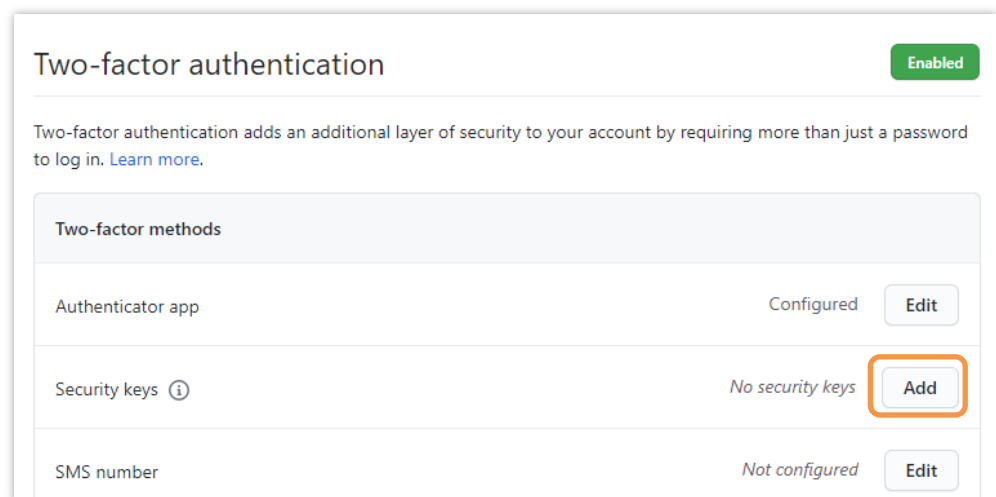 Two-factor authentication
Enabled
Two-factor authentication adds an additional layer of security to your account by requiring more than just a password
to log in. Learn more.
Two-factor methods
Authenticator app
Configured
Edit
Security keys
No security keys
Add
SMS number
Not configured
Edit